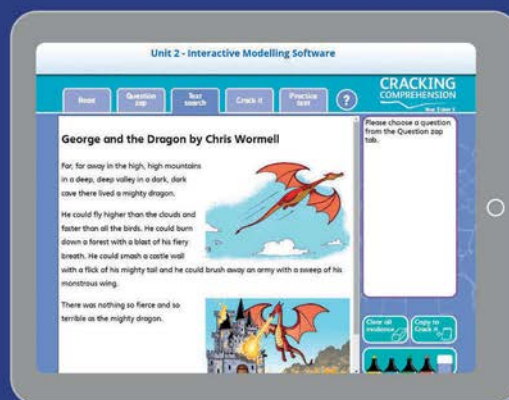 Unit 2 - Interactive Modelling Software
Read
Question zap
Text search
Crack it
Practice test
?
CRACKING
COMPREHENSION
George and the Dragon by Chris Wormell
Far, far away in the high, high mountains
in a deep, deep valley in a dark, dark
cave there lived a mighty dragon.
He could fly higher than the clouds and
faster than all the birds. He could burn
down a forest with a blast of his fiery
breath. He could smash a castle wall
with a flick of his mighty tail and he could brush away an army with a sweep of his
monstrous wing.
There was nothing so fierce and so
terrible as the mighty dragon.
Please choose a question
from the Question zap
tab.
Clear all
evidence
Copy to
Crack it